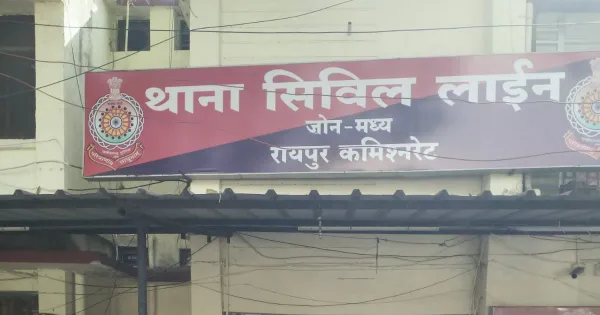 थाना सिविल लाईन
जोन-मध्य
रायपुर कमिश्नरेट